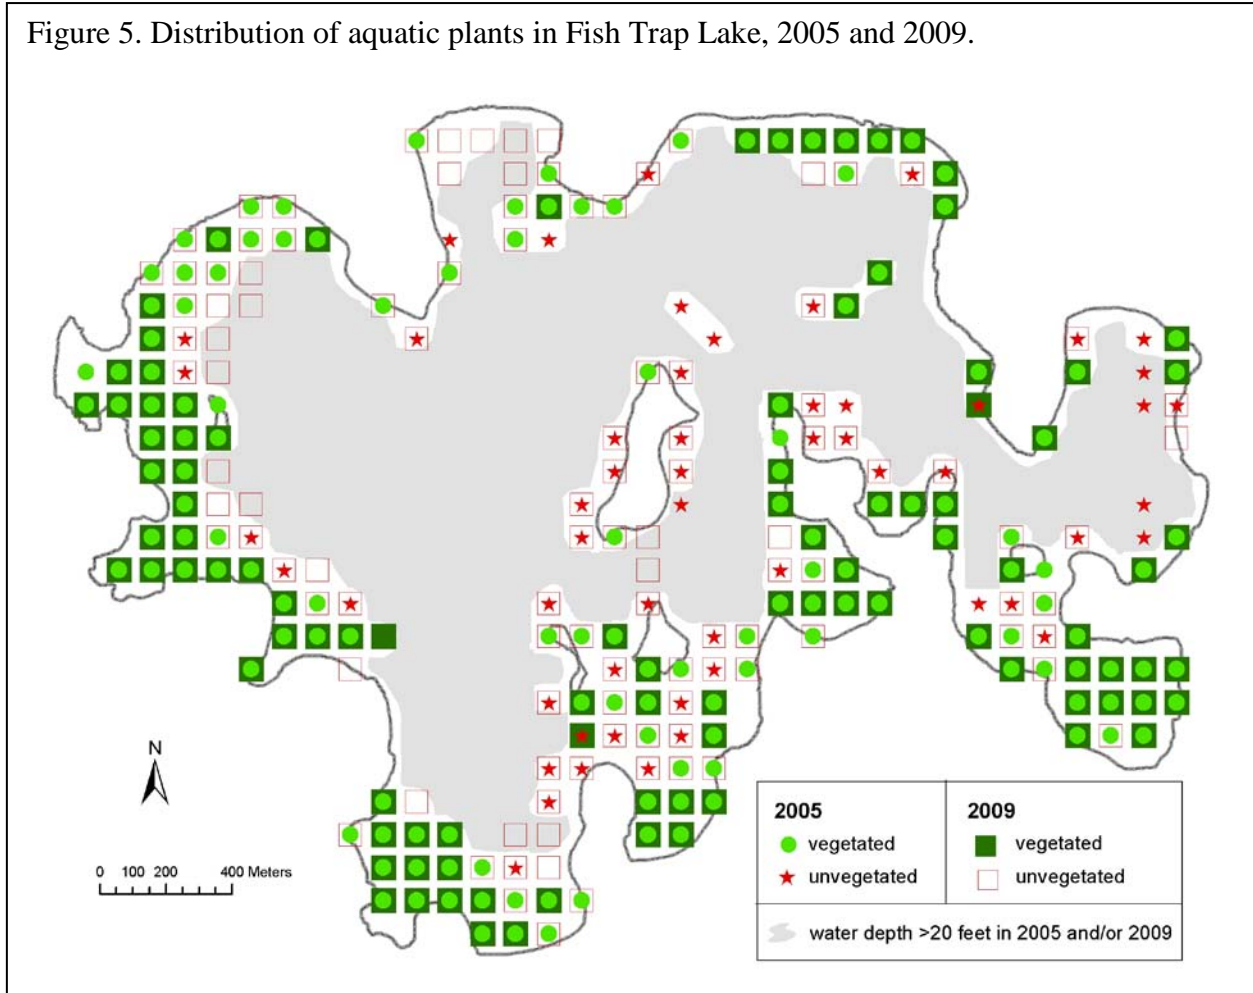 Figure 5. Distribution of aquatic plants in Fish Trap Lake, 2005 and 2009.
N
0 100 200 400 Meters
2005 2009
vegetated vegetated
unvegetated unvegetated
water depth >20 feet in 2005 and/or 2009